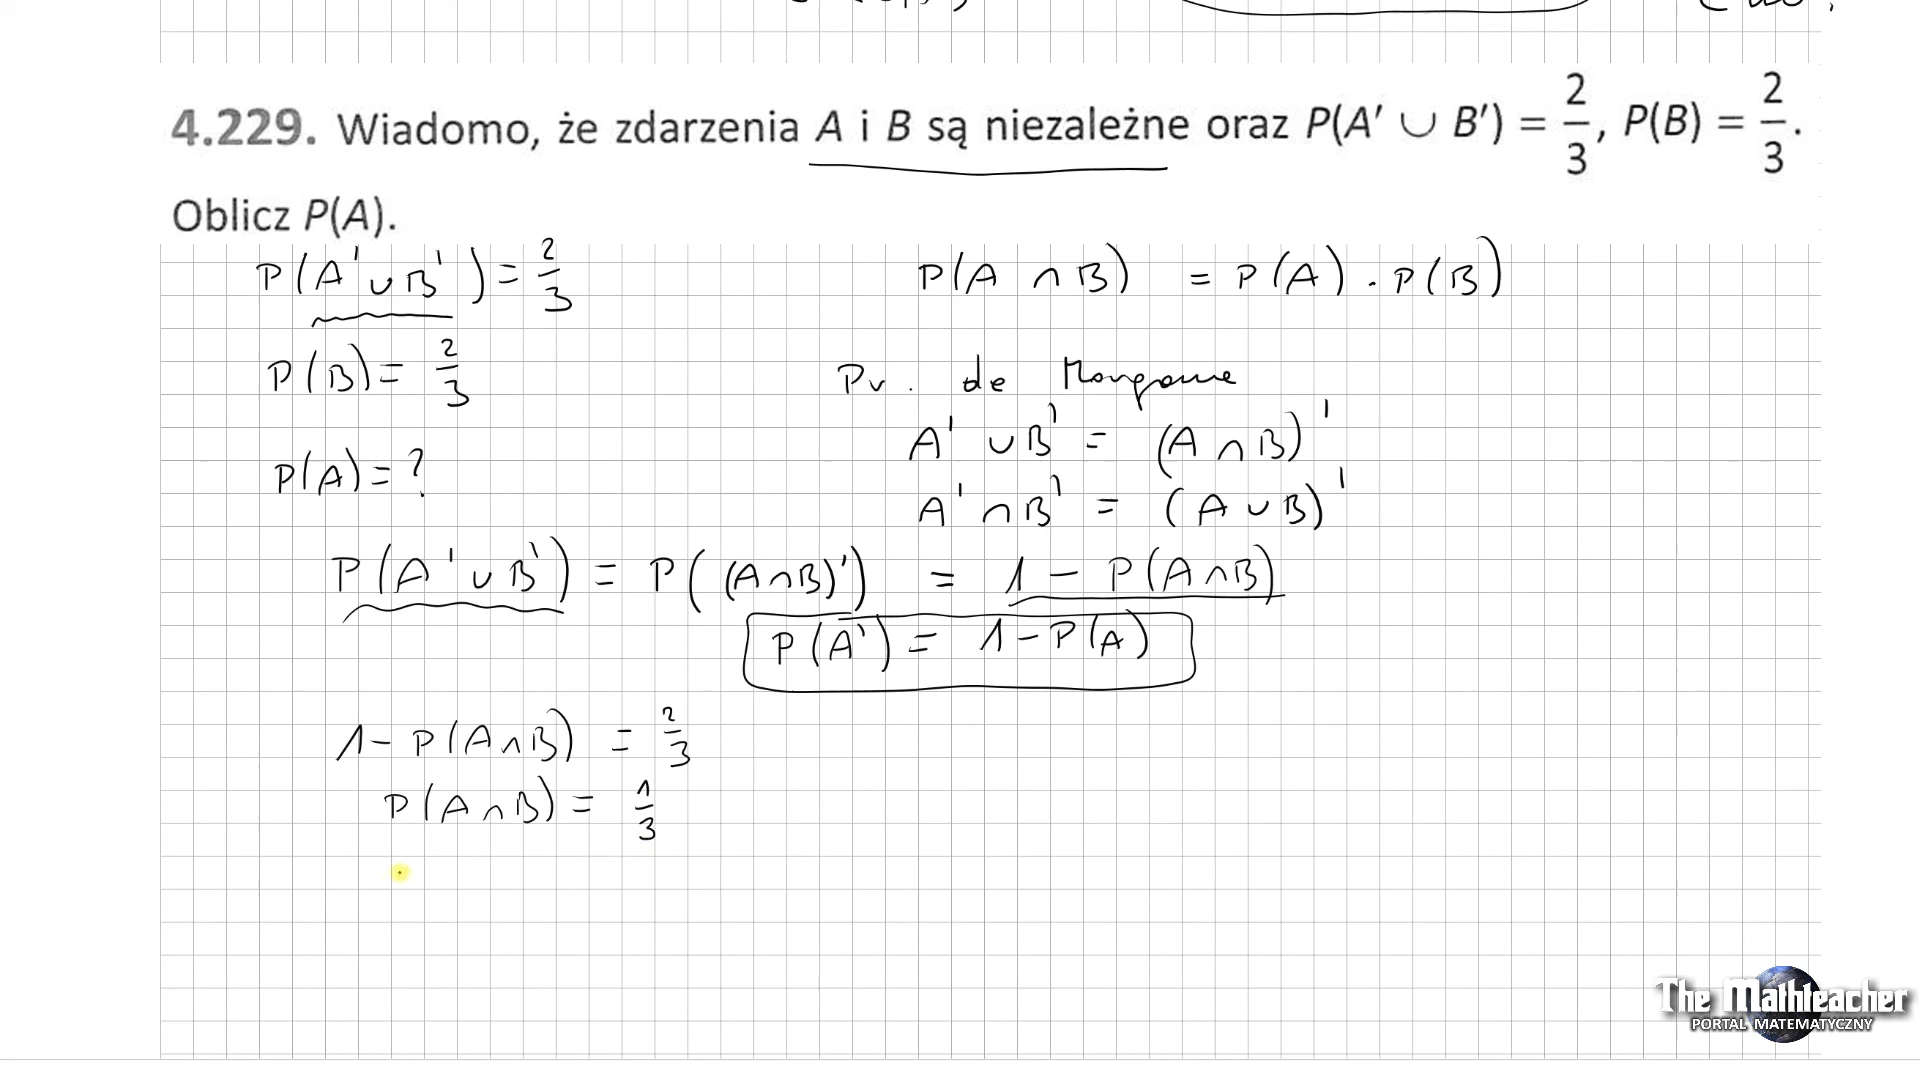 4.229. Wiadomo, że zdarzenia A i B są niezależne oraz P(A′ ∪ B′) = 2/3, P(B) = 2/3.
Oblicz P(A).
P(A' ∪ B') = 2/3
P(A ∩ B) = P(A) · P(B)
P(B) = 2/3
Pr. de Morgana
A' ∪ B' = (A ∩ B)'
P(A) = ?
A' ∩ B' = (A ∪ B)'
P(A' ∪ B') = P((A∩B)') = 1 − P(A∩B)
P(A') = 1 − P(A)
1 − P(A∩B) = 2/3
P(A∩B) = 1/3
The Mathteacher
PORTAL MATEMATYCZNY